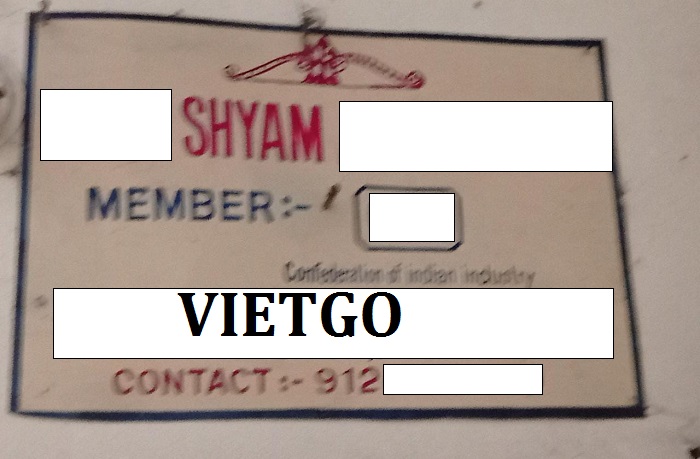 SHYAM
MEMBER:-
Confederation of indian industry
VIETGO
CONTACT:- 912